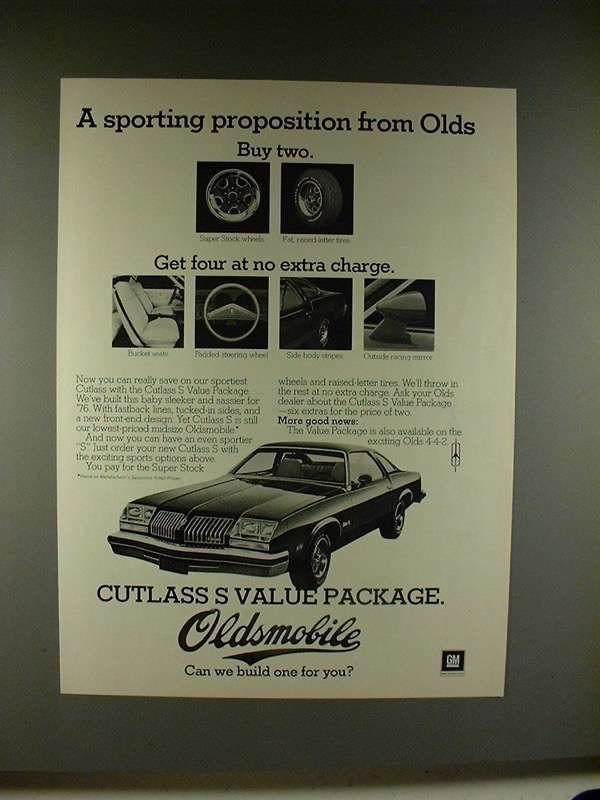 A sporting proposition from Olds
Buy two.
Super Stock wheels
Fat, raised-letter tires
Get four at no extra charge.
Bucket seats
Padded steering wheel
Side body stripes
Outside racing mirror
Now you can really save on our sportiest
Cutlass with the Cutlass S Value Package.
We've built this baby sleeker and sassier for
'76. With fastback lines, tucked-in sides, and
a new front-end design. Yet Cutlass S is still
our lowest-priced midsize Oldsmobile.*
And now you can have an even sportier
"S". Just order your new Cutlass S with
the exciting sports options above.
You pay for the Super Stock
*Based on Manufacturer's Suggested Retail Prices.
wheels and raised-letter tires. We'll throw in
the rest at no extra charge. Ask your Olds
dealer about the Cutlass S Value Package
—six extras for the price of two.
More good news:
The Value Package is also available on the
exciting Olds 4-4-2.
CUTLASS S VALUE PACKAGE.
Oldsmobile
Can we build one for you?
GM